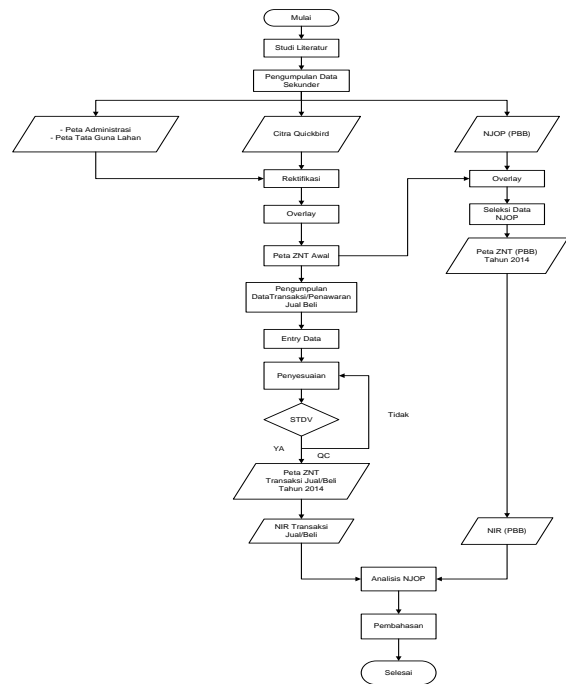 Mulai
Studi Literatur
Pengumpulan Data
Sekunder
- Peta Administrasi
- Peta Tata Guna Lahan
Citra Quickbird
NJOP (PBB)
Rektifikasi
Overlay
Overlay
Seleksi Data
NJOP
Peta ZNT Awal
Peta ZNT (PBB)
Tahun 2014
Pengumpulan
DataTransaksi/Penawaran
Jual Beli
Entry Data
Penyesuaian
STDV
Tidak
YA
QC
Peta ZNT
Transaksi Jual/Beli
Tahun 2014
NIR Transaksi
Jual/Beli
NIR (PBB)
Analisis NJOP
Pembahasan
Selesai